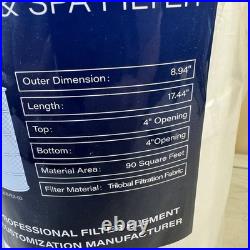 & SPA FILTER
Outer Dimension: 8.94"
Length: 17.44"
Top: 4" Opening
Bottom: 4"Opening
Material Area: 90 Square Feet
Filter Material: Trilobal Filtration Fabric
PROFESSIONAL FILTER ELEMENT
CUSTOMIZATION MANUFACTURER